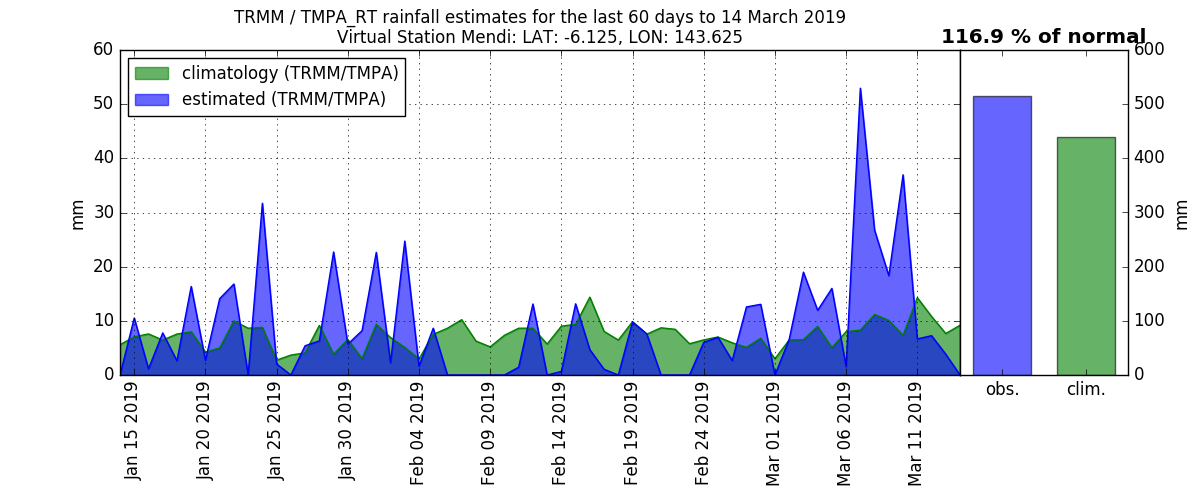 TRMM / TMPA_RT rainfall estimates for the last 60 days to 14 March 2019
Virtual Station Mendi: LAT: -6.125, LON: 143.625
116.9 % of normal
climatology (TRMM/TMPA)
estimated (TRMM/TMPA)
60
50
40
30
20
10
0
mm
Jan 15 2019
Jan 20 2019
Jan 25 2019
Jan 30 2019
Feb 04 2019
Feb 09 2019
Feb 14 2019
Feb 19 2019
Feb 24 2019
Mar 01 2019
Mar 06 2019
Mar 11 2019
obs.
clim.
600
500
400
300
200
100
0
mm